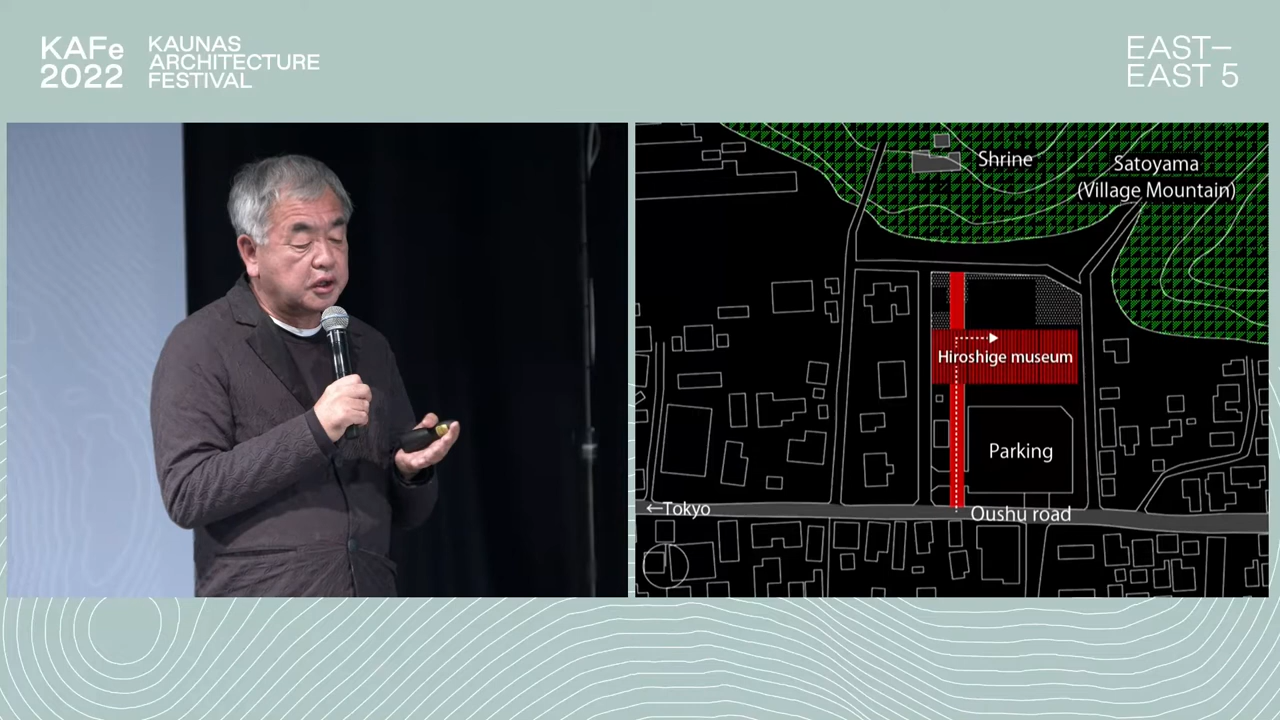 KAFe
2022
KAUNAS
ARCHITECTURE
FESTIVAL
EAST–
EAST 5
Shrine
Satoyama
(Village Mountain)
Hiroshige museum
Parking
←Tokyo
Oushu road